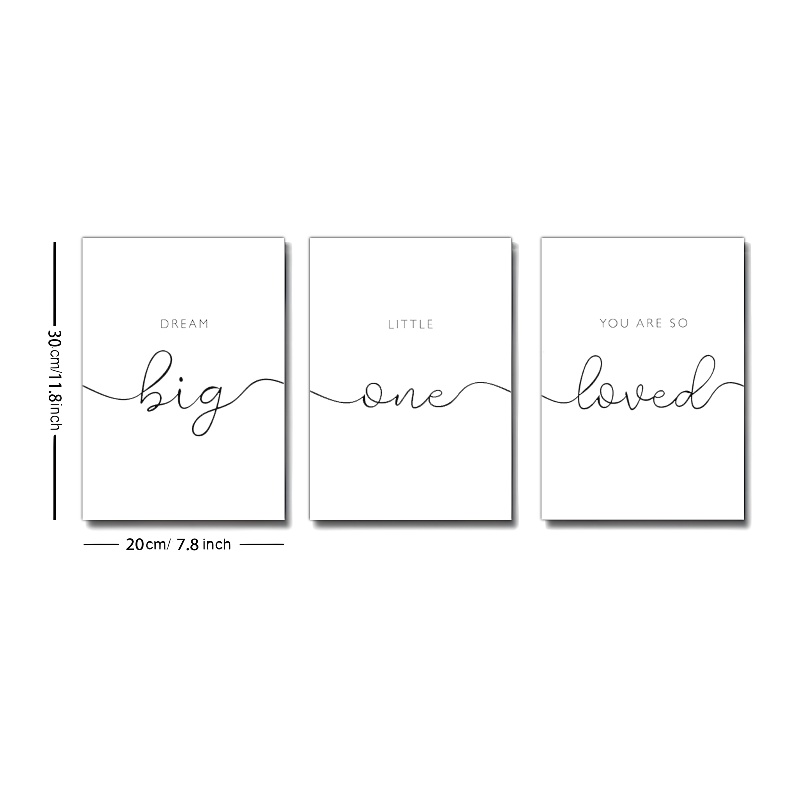 30cm/11.8inch
DREAM
big
LITTLE
one
YOU ARE SO
loved
20cm/ 7.8 inch